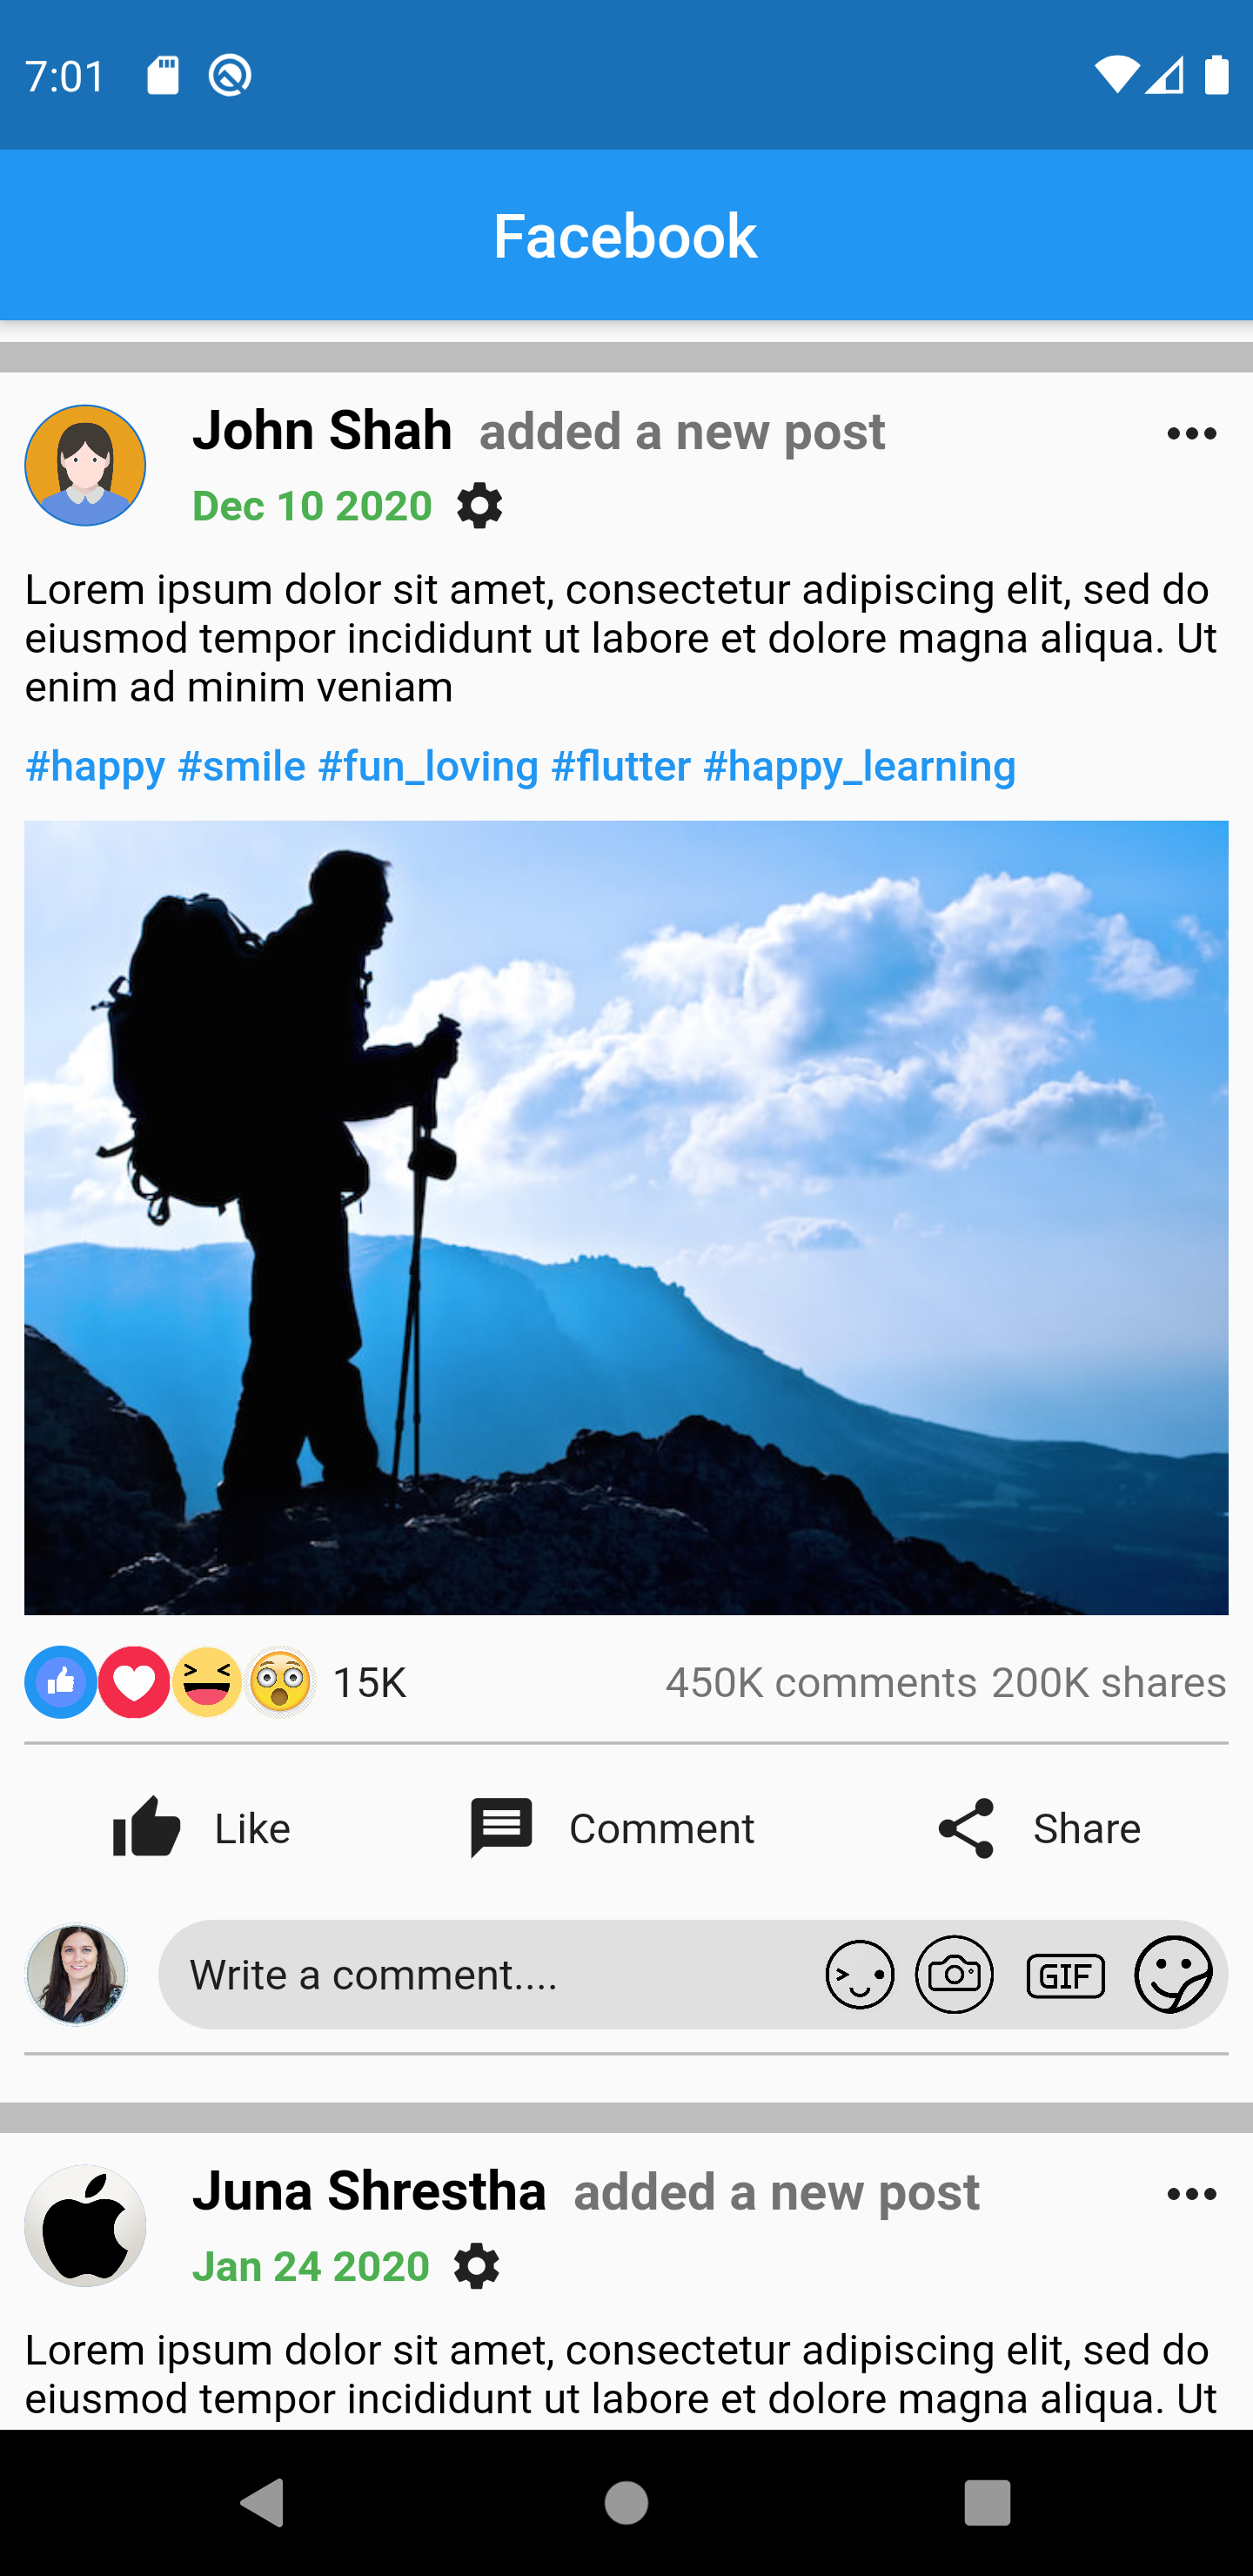 7:01
Facebook
John Shah added a new post
Dec 10 2020
Lorem ipsum dolor sit amet, consectetur adipiscing elit, sed do
eiusmod tempor incididunt ut labore et dolore magna aliqua. Ut
enim ad minim veniam
#happy #smile #fun_loving #flutter #happy_learning
15K 450K comments 200K shares
Like Comment Share
Write a comment.... GIF
Juna Shrestha added a new post
Jan 24 2020
Lorem ipsum dolor sit amet, consectetur adipiscing elit, sed do
eiusmod tempor incididunt ut labore et dolore magna aliqua. Ut